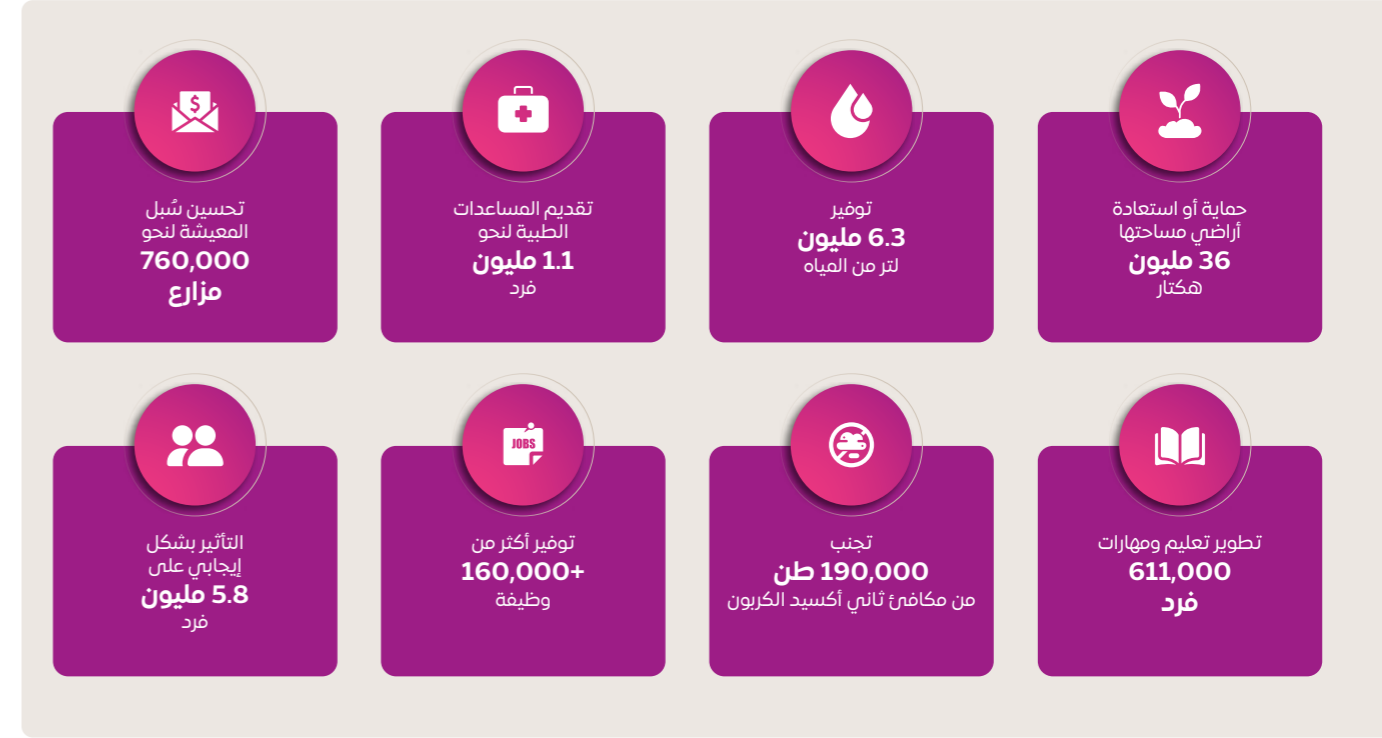 حماية أو استعادة
أراضي مساحتها
36 مليون
هكتار
توفير
6.3 مليون
لتر من المياه
تقديم المساعدات
الطبية لنحو
1.1 مليون
فرد
تحسين سُبل
المعيشة لنحو
760,000
مزارع
تطوير تعليم ومهارات
611,000
فرد
تجنب
190,000 طن
من مكافئ ثاني أكسيد الكربون
JOBS
توفير أكثر من
160,000+
وظيفة
التأثير بشكل
إيجابي على
5.8 مليون
فرد